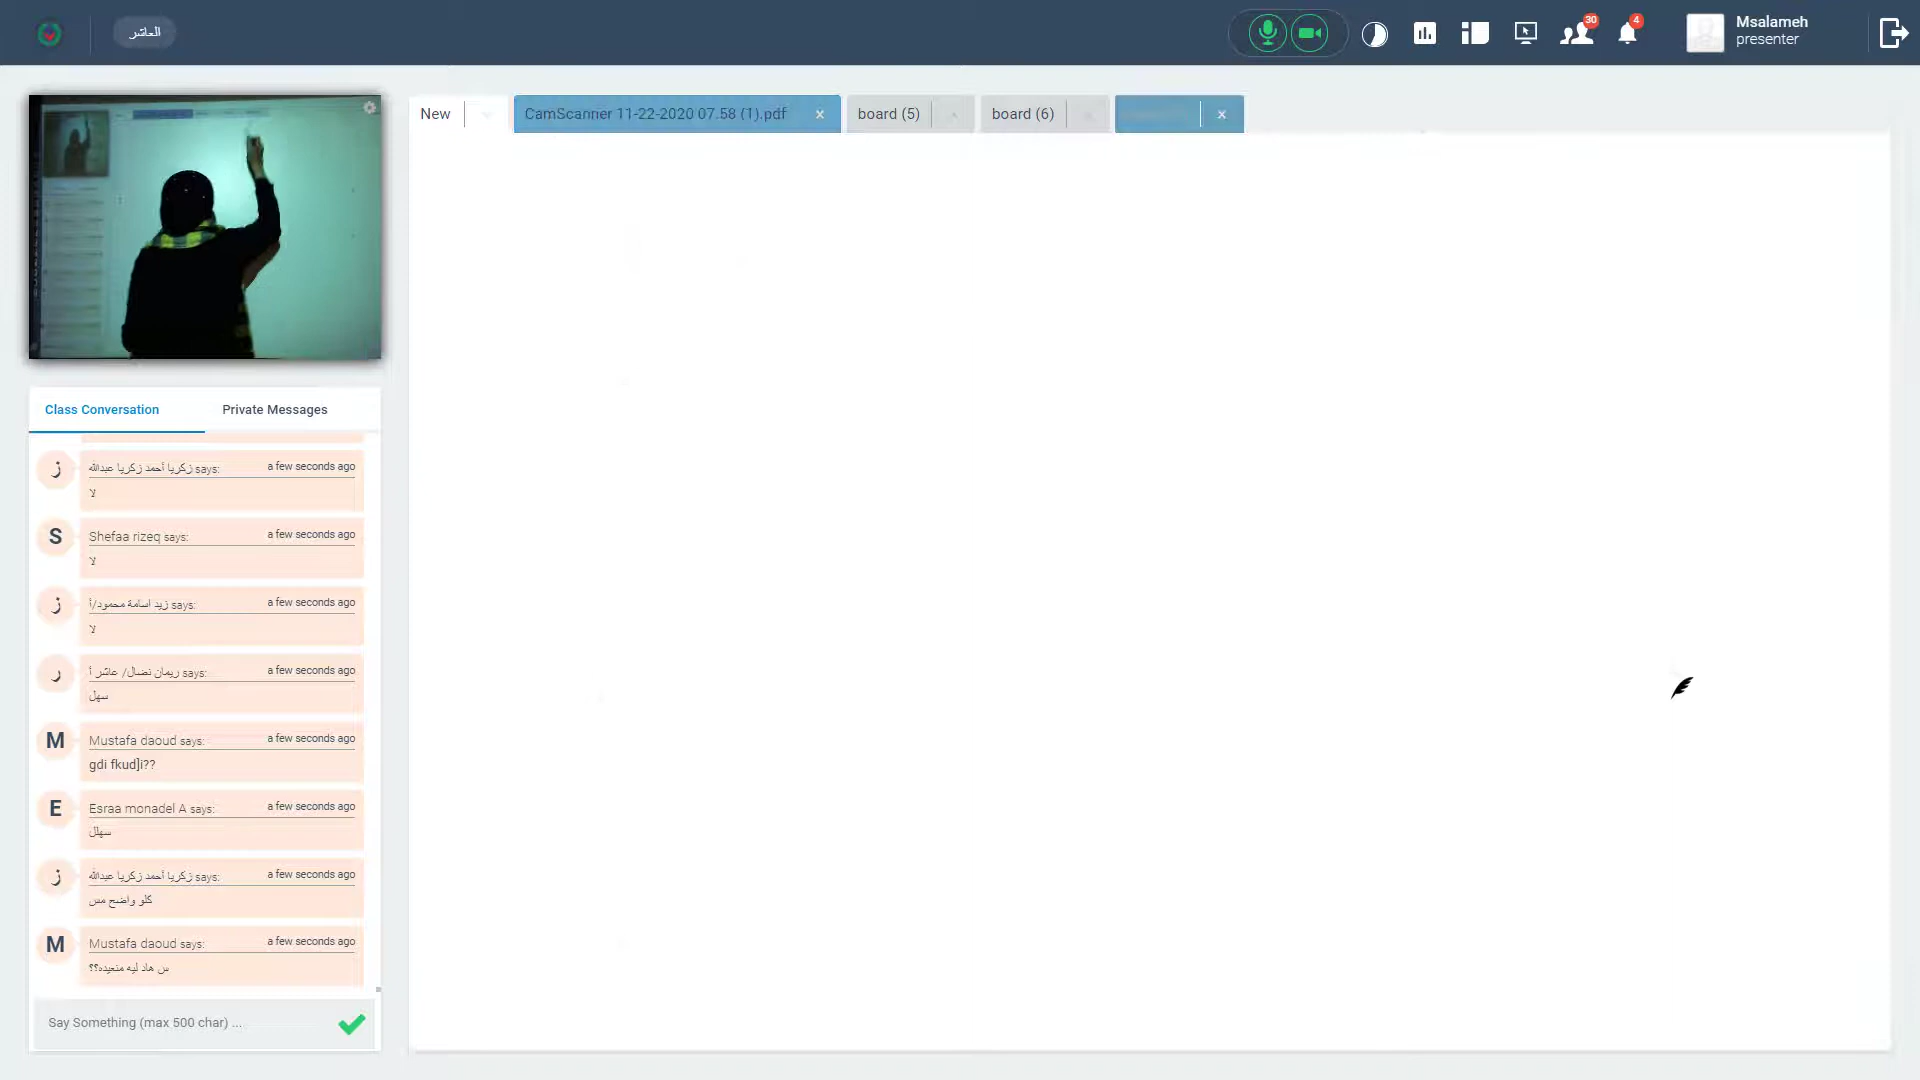 العاشر
30
4
Msalameh
presenter
New
CamScanner 11-22-2020 07.58 (1).pdf
board (5)
board (6)
Class Conversation
Private Messages
ز
زكريا أحمد زكريا عبدالله says:
a few seconds ago
لا
S
Shefaa rizeq says:
a few seconds ago
لا
ز
زيد اسامة محمود/أ says:
a few seconds ago
لا
ر
ريمان نضال/ عاشر أ says:
a few seconds ago
سهل
M
Mustafa daoud says:
a few seconds ago
gdi fkud]i??
E
Esraa monadel A says:
a few seconds ago
سهلل
ز
زكريا أحمد زكريا عبدالله says:
a few seconds ago
كلو واضح مس
M
Mustafa daoud says:
a few seconds ago
س هاد ليه منعيده؟؟
Say Something (max 500 char) ...